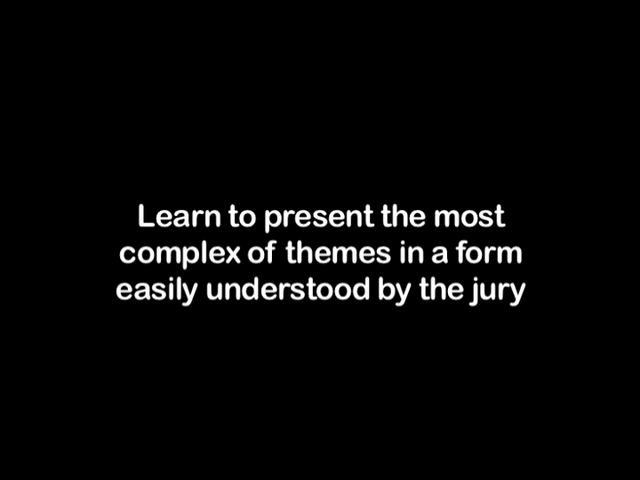 Learn to present the most
complex of themes in a form
easily understood by the jury